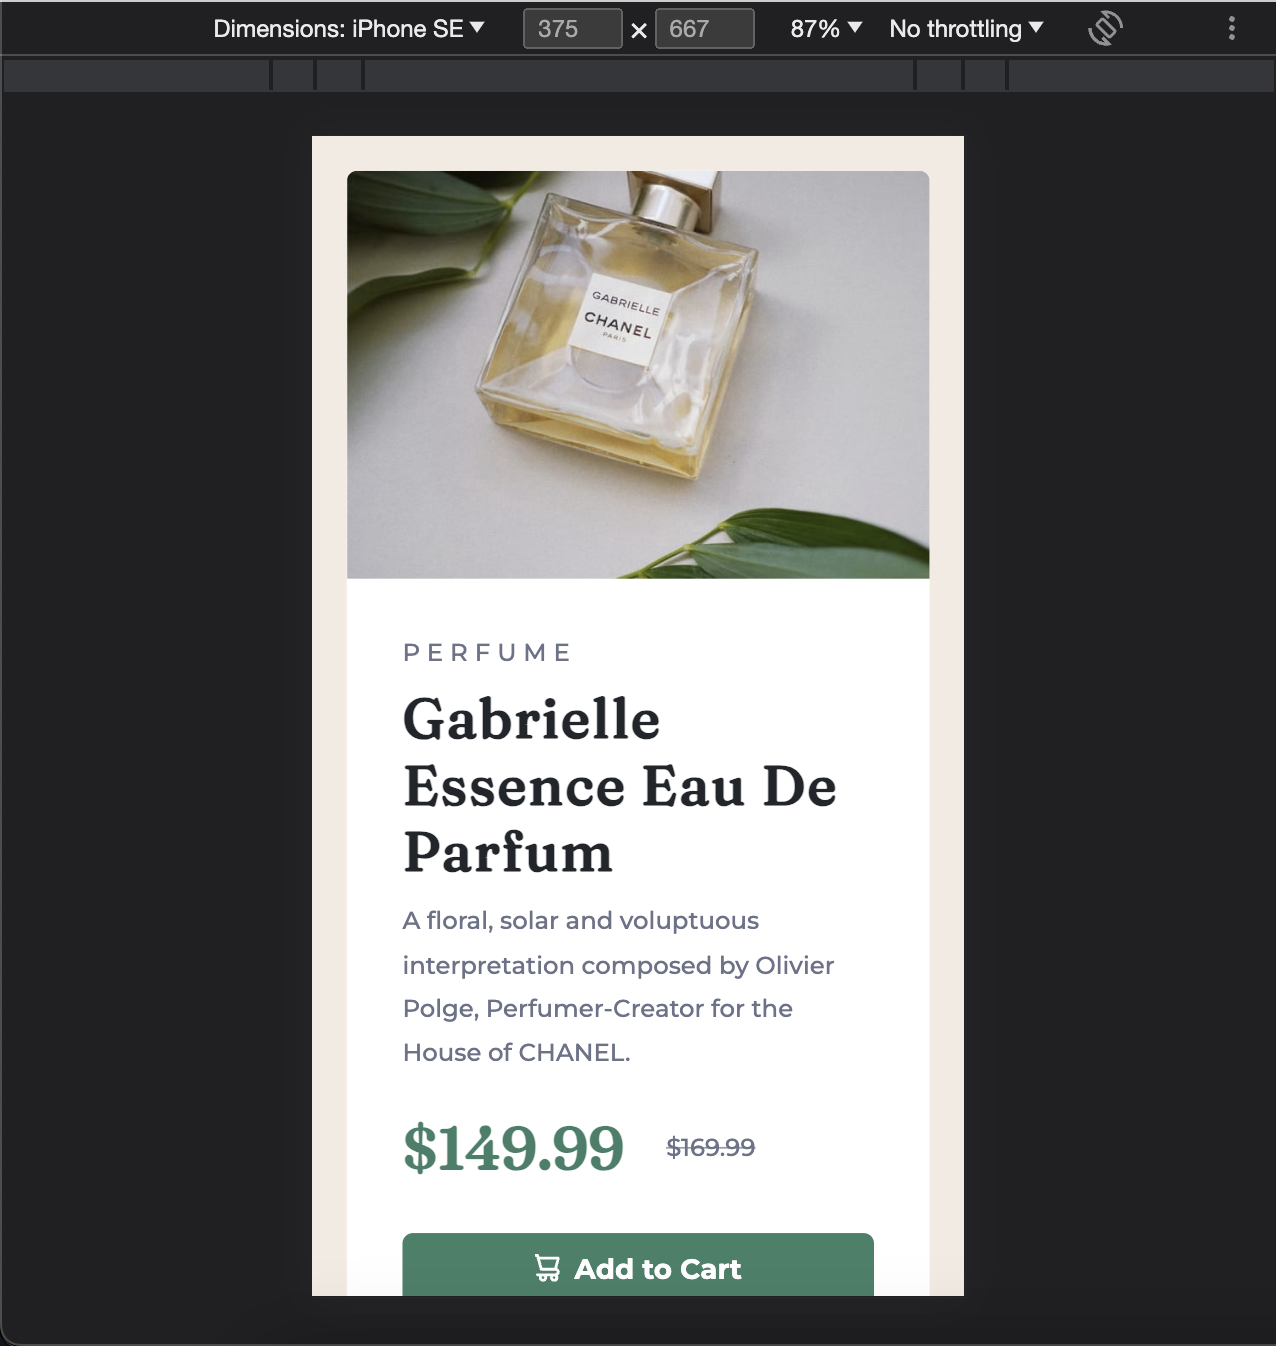 Dimensions: iPhone SE 375 × 667 87% No throttling
GABRIELLE
CHANEL
PARIS
PERFUME
Gabrielle
Essence Eau De
Parfum
A floral, solar and voluptuous
interpretation composed by Olivier
Polge, Perfumer-Creator for the
House of CHANEL.
$149.99 $169.99
Add to Cart